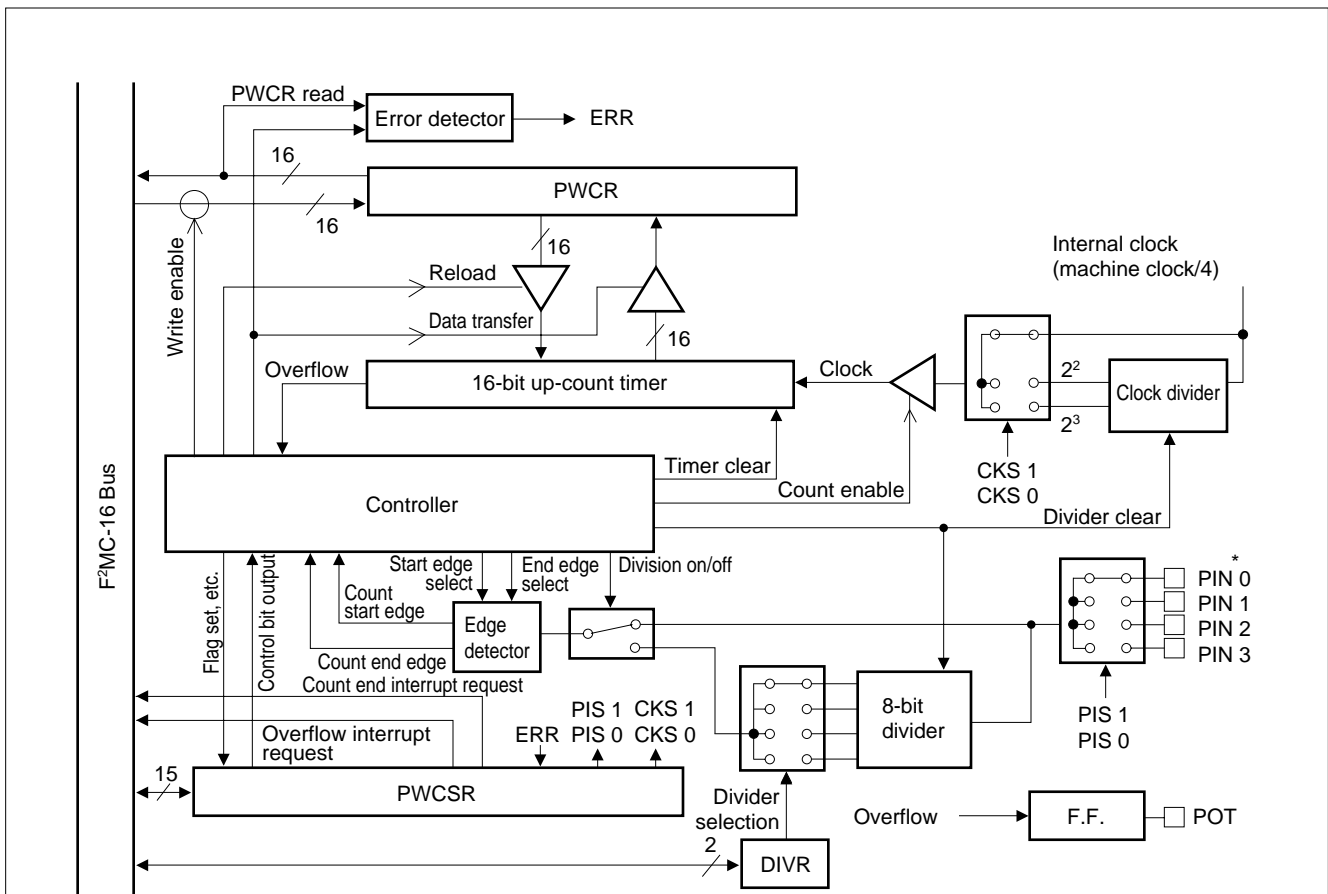 PWCR read
Error detector
ERR
16
PWCR
16
16
Internal clock
(machine clock/4)
Write enable
Reload
Data transfer
16
Overflow
16-bit up-count timer
Clock
2²
Clock divider
2³
CKS 1
CKS 0
Timer clear
Count enable
Controller
Divider clear
F²MC-16 Bus
Flag set, etc.
Control bit output
Start edge
select
End edge
select
Division on/off
Count
start edge
Edge
detector
Count end edge
Count end interrupt request
*
PIN 0
PIN 1
PIN 2
PIN 3
PIS 1
PIS 0
CKS 1
CKS 0
8-bit
divider
PIS 1
PIS 0
Overflow interrupt
request
ERR
15
PWCSR
Divider
selection
Overflow
F.F.
POT
2
DIVR